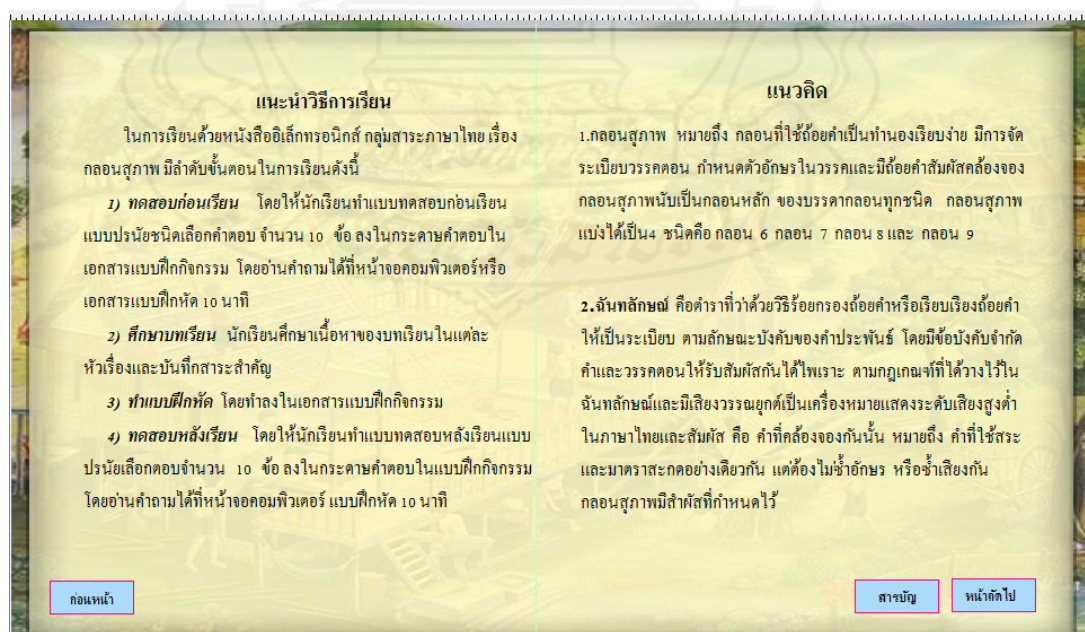 แนะนำวิธีการเรียน
ในการเรียนด้วยหนังสืออิเล็กทรอนิกส์ กลุ่มสาระภาษาไทย เรื่อง
กลอนสุภาพ มีลำดับขั้นตอนในการเรียนดังนี้
1) ทดสอบก่อนเรียน โดยให้นักเรียนทำแบบทดสอบก่อนเรียน
แบบปรนัยชนิดเลือกคำตอบ จำนวน 10 ข้อ ลงในกระดาษคำตอบใน
เอกสารแบบฝึกกิจกรรม โดยอ่านคำถามได้ที่หน้าจอคอมพิวเตอร์หรือ
เอกสารแบบฝึกหัด 10 นาที
2) ศึกษาบทเรียน นักเรียนศึกษาเนื้อหาของบทเรียนในแต่ละ
หัวเรื่องและบันทึกสาระสำคัญ
3) ทำแบบฝึกหัด โดยทำลงในเอกสารแบบฝึกกิจกรรม
4) ทดสอบหลังเรียน โดยให้นักเรียนทำแบบทดสอบหลังเรียนแบบ
ปรนัยเลือกตอบจำนวน 10 ข้อ ลงในกระดาษคำตอบในแบบฝึกกิจกรรม
โดยอ่านคำถามได้ที่หน้าจอคอมพิวเตอร์ แบบฝึกหัด 10 นาที
ก่อนหน้า
แนวคิด
1.กลอนสุภาพ หมายถึง กลอนที่ใช้ถ้อยคำเป็นทำนองเรียบง่าย มีการจัด
ระเบียบวรรคตอน กำหนดตัวอักษรในวรรคและมีถ้อยคำสัมผัสคล้องจอง
กลอนสุภาพนับเป็นกลอนหลัก ของบรรดากลอนทุกชนิด กลอนสุภาพ
แบ่งได้เป็น4 ชนิดคือ กลอน 6 กลอน 7 กลอน 8 และ กลอน 9
2.ฉันทลักษณ์ คือตำราที่ว่าด้วยวิธีร้อยกรองถ้อยคำหรือเรียบเรียงถ้อยคำ
ให้เป็นระเบียบ ตามลักษณะบังคับของคำประพันธ์ โดยมีข้อบังคับจำกัด
คำและวรรคตอนให้รับสัมผัสกันได้ไพเราะ ตามกฎเกณฑ์ที่ได้วางไว้ใน
ฉันทลักษณ์และมีเสียงวรรณยุกต์เป็นเครื่องหมายแสดงระดับเสียงสูงต่ำ
ในภาษาไทยและสัมผัส คือ คำที่คล้องจองกันนั้น หมายถึง คำที่ใช้สระ
และมาตราสะกดอย่างเดียวกัน แต่ต้องไม่ซ้ำอักษร หรือซ้ำเสียงกัน
กลอนสุภาพมีสำผัสที่กำหนดไว้
สารบัญ
หน้าถัดไป